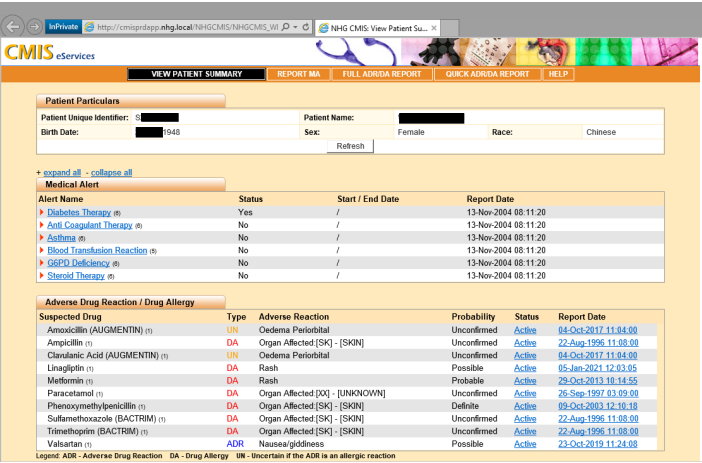 InPrivate http://cmisprdapp.nhg.local/NHGCMIS/NHGCMIS_WI NHG CMIS: View Patient Su... ×
CMIS eServices
VIEW PATIENT SUMMARY REPORT MA FULL ADR/DA REPORT QUICK ADR/DA REPORT HELP
Patient Particulars
Patient Unique Identifier: S Patient Name:
Birth Date: 1948 Sex: Female Race: Chinese
Refresh
+ expand all - collapse all
Medical Alert
Alert Name Status Start / End Date Report Date
Diabetes Therapy (6) Yes / 13-Nov-2004 08:11:20
Anti Coagulant Therapy (6) No / 13-Nov-2004 08:11:20
Asthma (6) No / 13-Nov-2004 08:11:20
Blood Transfusion Reaction (5) No / 13-Nov-2004 08:11:20
G6PD Deficiency (6) No / 13-Nov-2004 08:11:20
Steroid Therapy (6) No / 13-Nov-2004 08:11:20
Adverse Drug Reaction / Drug Allergy
Suspected Drug Type Adverse Reaction Probability Status Report Date
Amoxicillin (AUGMENTIN) (1) UN Oedema Periorbital Unconfirmed Active 04-Oct-2017 11:04:00
Ampicillin (1) DA Organ Affected:[SK] - [SKIN] Unconfirmed Active 22-Aug-1996 11:08:00
Clavulanic Acid (AUGMENTIN) (1) UN Oedema Periorbital Unconfirmed Active 04-Oct-2017 11:04:00
Linagliptin (1) DA Rash Possible Active 05-Jan-2021 12:03:05
Metformin (1) DA Rash Probable Active 29-Oct-2013 10:14:55
Paracetamol (1) DA Organ Affected:[XX] - [UNKNOWN] Unconfirmed Active 26-Sep-1997 03:09:00
Phenoxymethylpenicillin (1) DA Organ Affected:[SK] - [SKIN] Definite Active 09-Oct-2003 12:10:18
Sulfamethoxazole (BACTRIM) (1) DA Organ Affected:[SK] - [SKIN] Unconfirmed Active 22-Aug-1996 11:08:00
Trimethoprim (BACTRIM) (1) DA Organ Affected:[SK] - [SKIN] Unconfirmed Active 22-Aug-1996 11:08:00
Valsartan (1) ADR Nausea/giddiness Possible Active 23-Oct-2019 11:24:08
Legend: ADR - Adverse Drug Reaction DA - Drug Allergy UN - Uncertain if the ADR is an allergic reaction